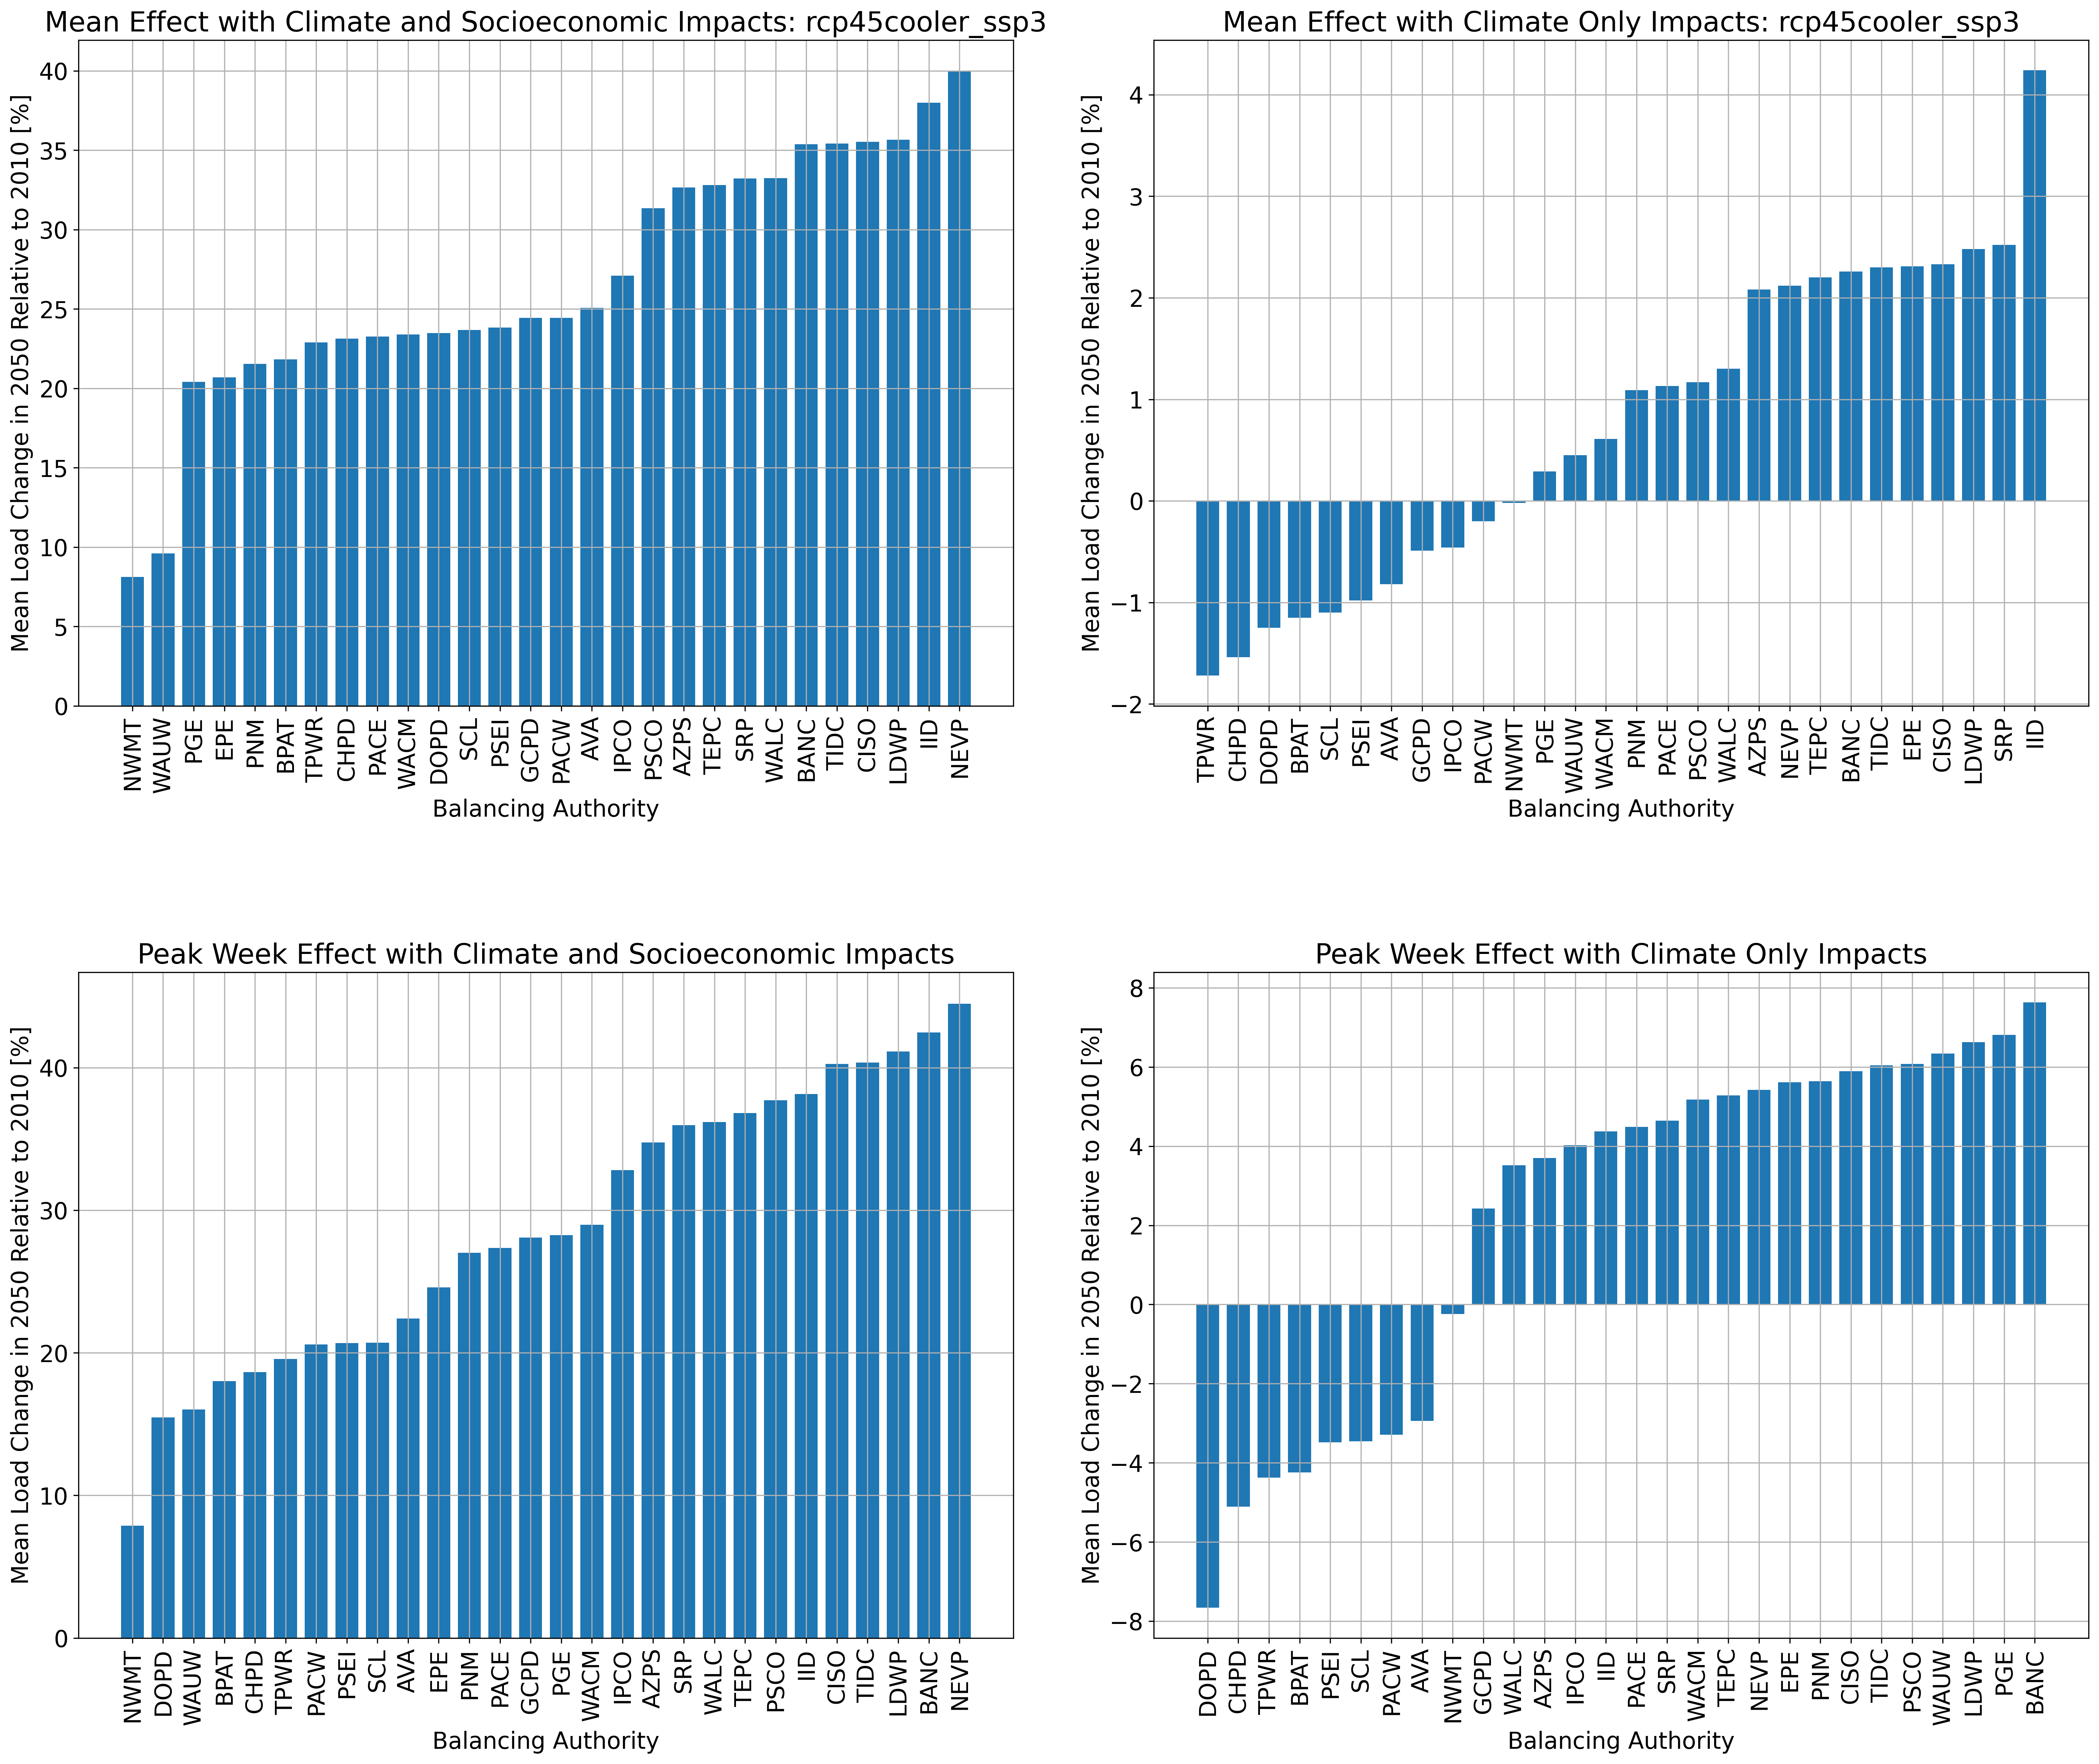 Mean Effect with Climate and Socioeconomic Impacts: rcp45cooler_ssp3
Mean Load Change in 2050 Relative to 2010 [%]
40
35
30
25
20
15
10
5
0
NWMT WAUW PGE EPE PNM BPAT TPWR CHPD PACE WACM DOPD SCL PSEI GCPD PACW AVA IPCO PSCO AZPS TEPC SRP WALC BANC TIDC CISO LDWP IID NEVP
Balancing Authority
Mean Effect with Climate Only Impacts: rcp45cooler_ssp3
Mean Load Change in 2050 Relative to 2010 [%]
4
3
2
1
0
−1
−2
TPWR CHPD DOPD BPAT SCL PSEI AVA GCPD IPCO PACW NWMT PGE WAUW WACM PNM PACE PSCO WALC AZPS NEVP TEPC BANC TIDC EPE CISO LDWP SRP IID
Balancing Authority
Peak Week Effect with Climate and Socioeconomic Impacts
Mean Load Change in 2050 Relative to 2010 [%]
40
30
20
10
0
NWMT DOPD WAUW BPAT CHPD TPWR PACW PSEI SCL AVA EPE PNM PACE GCPD PGE WACM IPCO AZPS SRP WALC TEPC PSCO IID CISO TIDC LDWP BANC NEVP
Balancing Authority
Peak Week Effect with Climate Only Impacts
Mean Load Change in 2050 Relative to 2010 [%]
8
6
4
2
0
−2
−4
−6
−8
DOPD CHPD TPWR BPAT PSEI SCL PACW AVA NWMT GCPD WALC AZPS IPCO IID PACE SRP WACM TEPC NEVP EPE PNM CISO TIDC PSCO WAUW LDWP PGE BANC
Balancing Authority